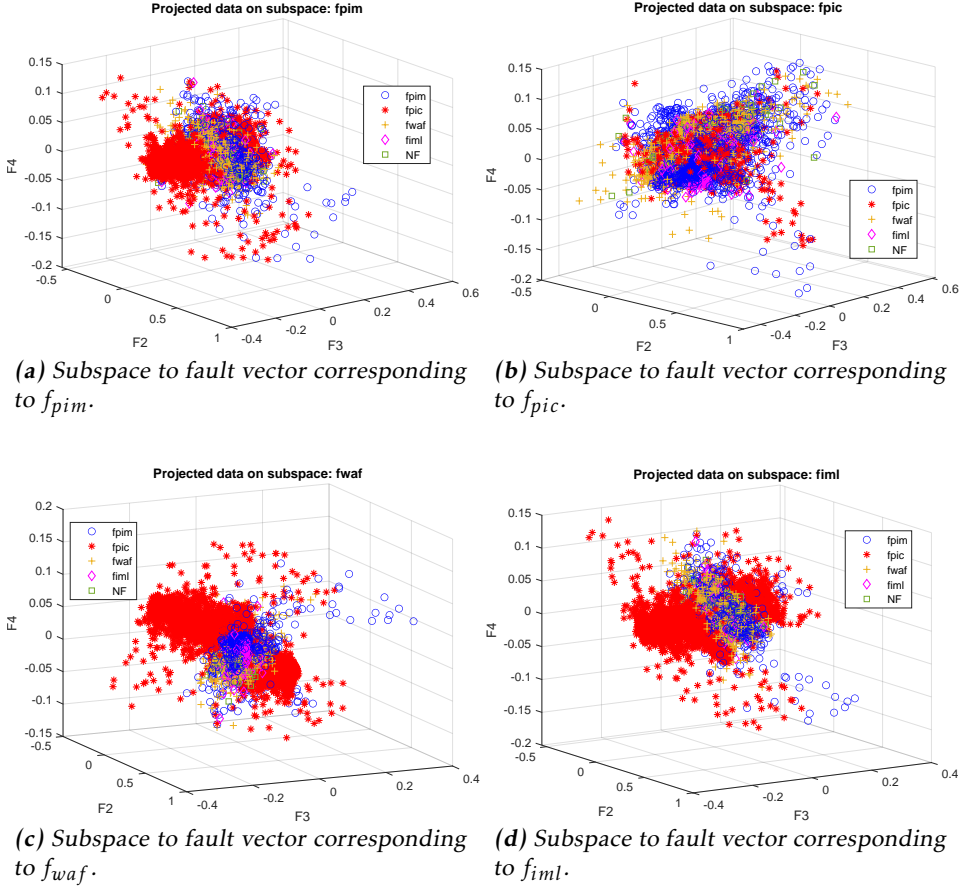 Projected data on subspace: fpim
0.15
0.1
0.05
0
-0.05
-0.1
-0.15
-0.2
F4
-0.5
0
0.5
1
F2
-0.4
-0.2
0
0.2
0.4
0.6
F3
fpim
fpic
fwaf
fiml
NF
(a) Subspace to fault vector corresponding
to fpim.
Projected data on subspace: fpic
0.15
0.1
0.05
0
-0.05
-0.1
-0.15
-0.2
F4
-0.5
0
0.5
1
F2
-0.4
-0.2
0
0.2
0.4
0.6
F3
fpim
fpic
fwaf
fiml
NF
(b) Subspace to fault vector corresponding
to fpic.
Projected data on subspace: fwaf
0.2
0.15
0.1
0.05
0
-0.05
-0.1
-0.15
F4
-0.5
0
0.5
1
F2
-0.4
-0.2
0
0.2
0.4
F3
fpim
fpic
fwaf
fiml
NF
(c) Subspace to fault vector corresponding
to fwaf.
Projected data on subspace: fiml
0.15
0.1
0.05
0
-0.05
-0.1
-0.15
-0.2
F4
-0.5
0
0.5
1
F2
-0.4
-0.2
0
0.2
0.4
F3
fpim
fpic
fwaf
fiml
NF
(d) Subspace to fault vector corresponding
to fiml.